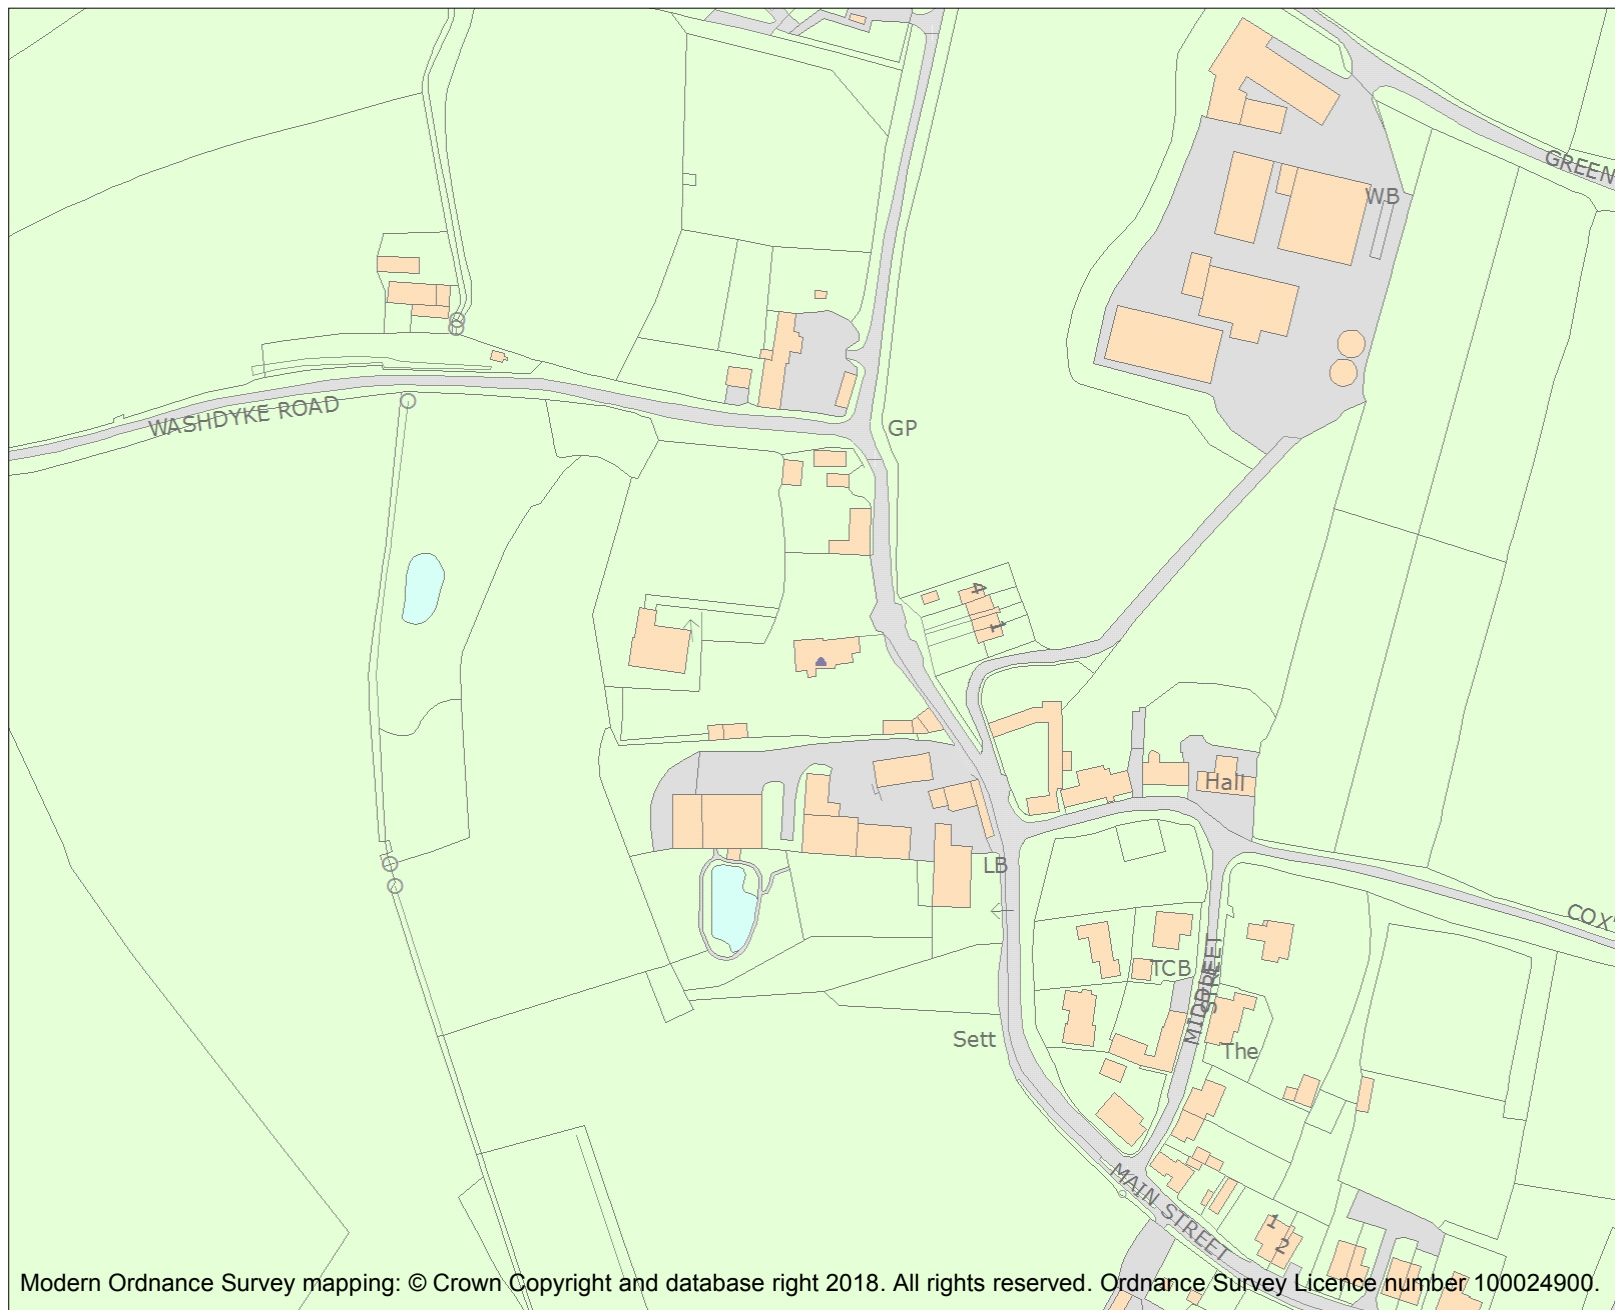 GREEN
WB
WASHDYKE ROAD
GP
4
1
Hall
LB
COX'
TCB
MIDDLE
STREET
Sett
The
MAIN STREET
1
2
Modern Ordnance Survey mapping: © Crown Copyright and database right 2018. All rights reserved. Ordnance Survey Licence number 100024900.